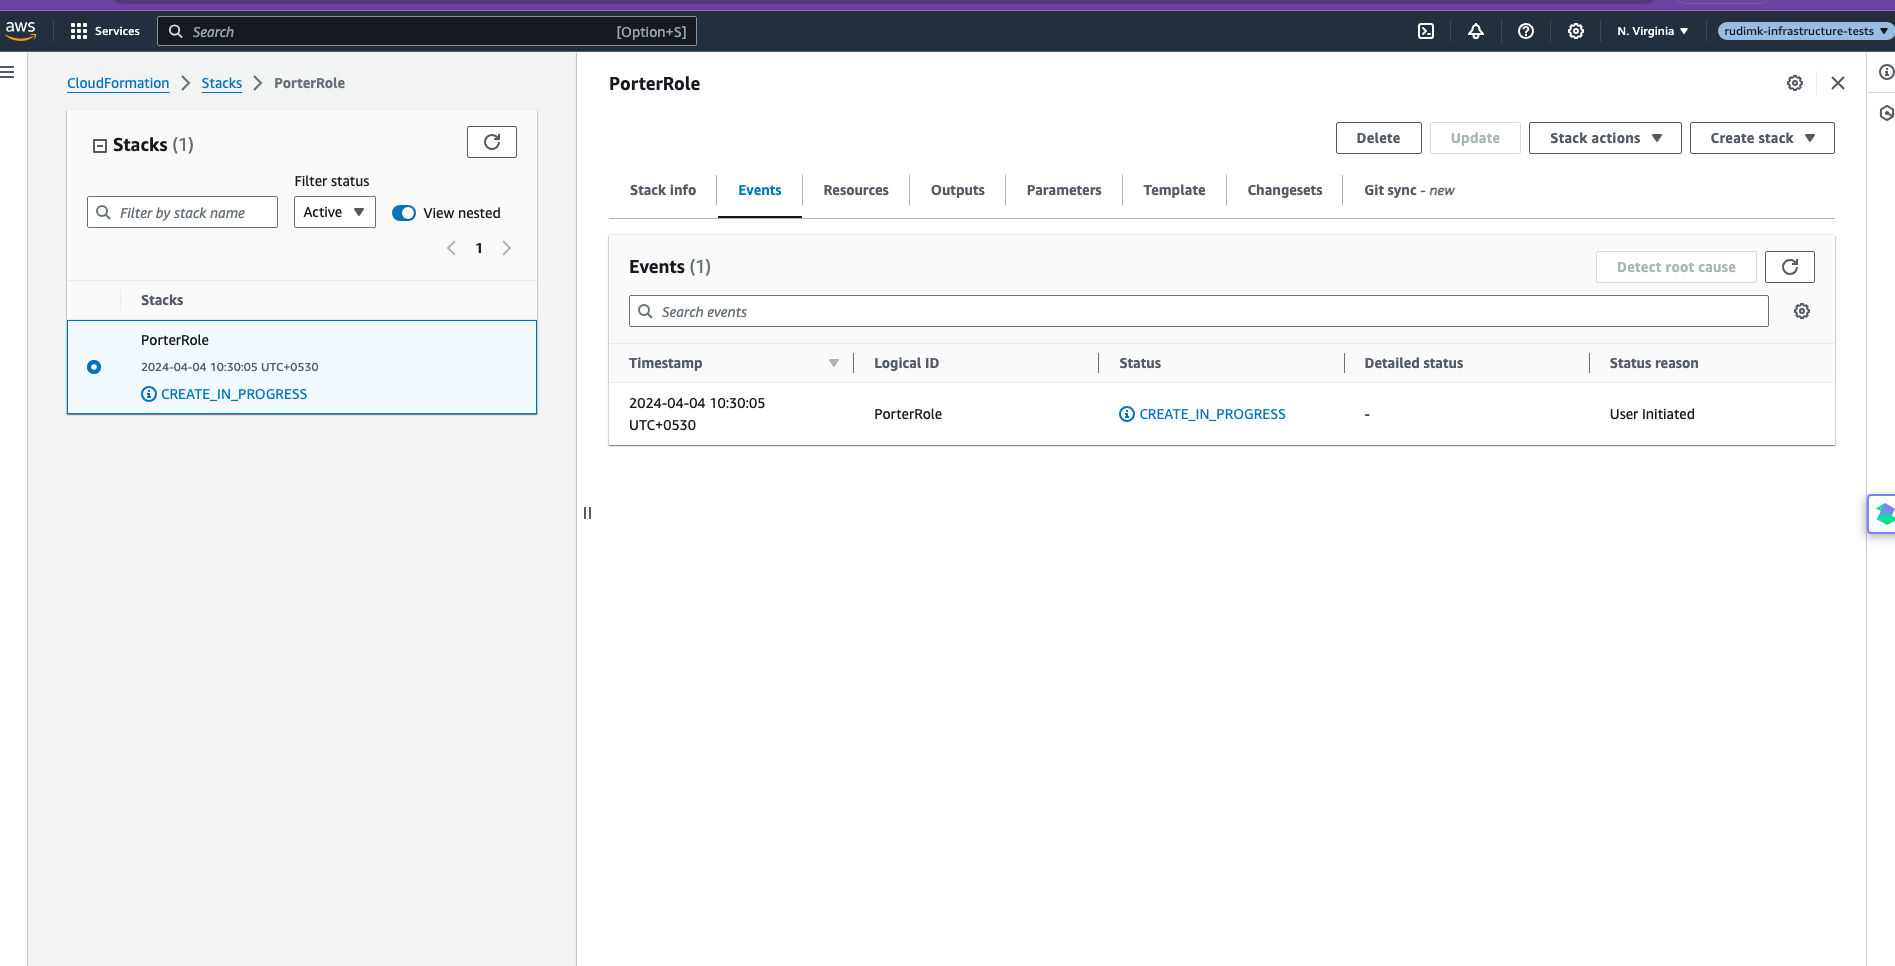 aws
Services
Search
[Option+S]
N. Virginia
rudimk-infrastructure-tests
CloudFormation
Stacks
PorterRole
Stacks (1)
Filter status
Filter by stack name
Active
View nested
1
Stacks
PorterRole
2024-04-04 10:30:05 UTC+0530
CREATE_IN_PROGRESS
PorterRole
Delete
Update
Stack actions
Create stack
Stack info
Events
Resources
Outputs
Parameters
Template
Changesets
Git sync - new
Events (1)
Detect root cause
Search events
Timestamp
Logical ID
Status
Detailed status
Status reason
2024-04-04 10:30:05
UTC+0530
PorterRole
CREATE_IN_PROGRESS
-
User Initiated